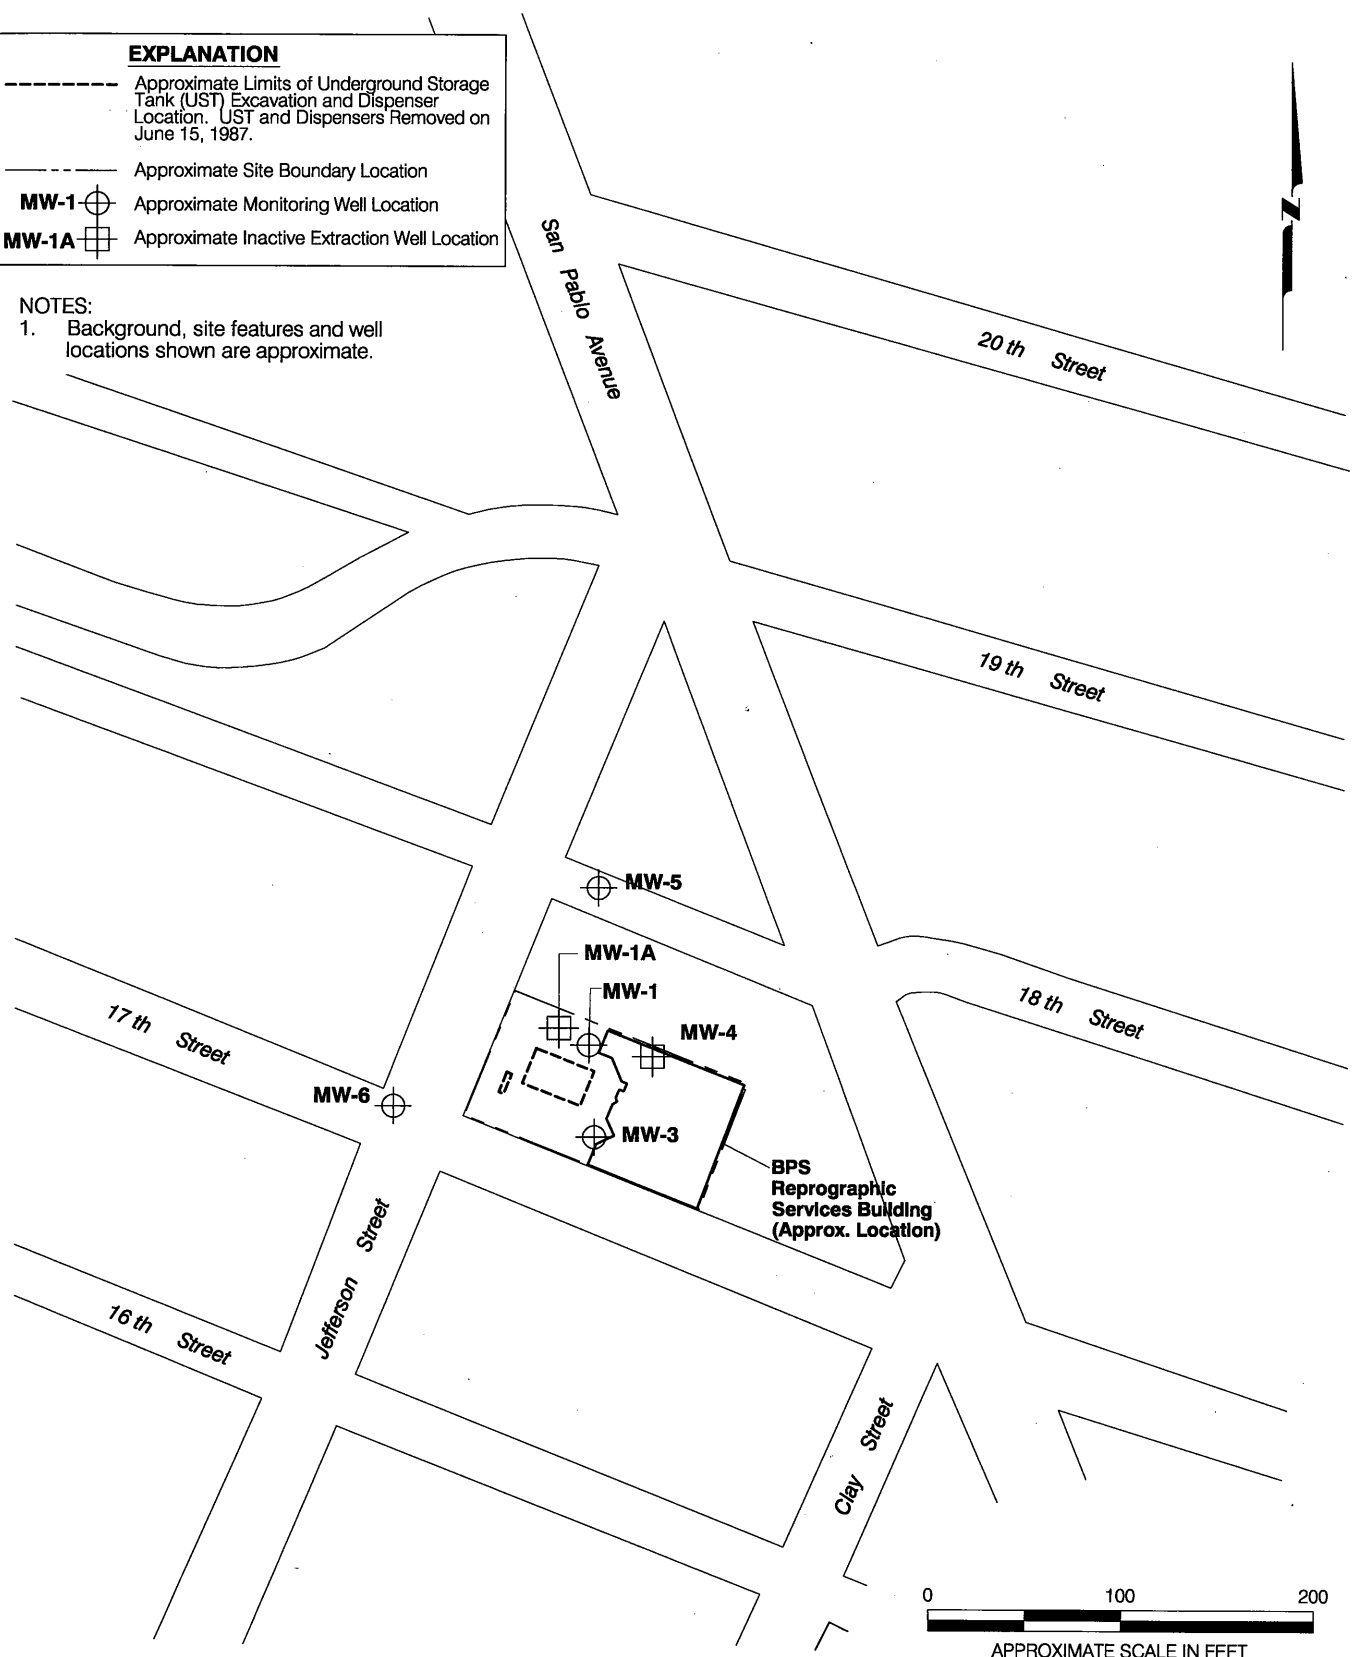 EXPLANATION
Approximate Limits of Underground Storage
Tank (UST) Excavation and Dispenser
Location. UST and Dispensers Removed on
June 15, 1987.
Approximate Site Boundary Location
MW-1 Approximate Monitoring Well Location
MW-1A Approximate Inactive Extraction Well Location
NOTES:
1. Background, site features and well
locations shown are approximate.
San Pablo Avenue
N
20 th Street
19 th Street
MW-5
MW-1A
MW-1
MW-4
18 th Street
17 th Street
MW-6
MW-3
BPS
Reprographic
Services Building
(Approx. Location)
Jefferson Street
16 th Street
Clay Street
0 100 200
APPROXIMATE SCALE IN FEET